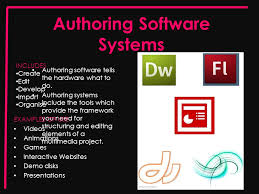 Authoring Software
Systems
INCLUDES:
•Create
•Edit
•Develop
•Import
•Organise
Authoring software tells
the hardware what to
do.
Authoring systems
include the tools which
provide the framework
you need for
structuring and editing
elements of a
multimedia project.
EXAMPLES
• Videos
• Animations
• Games
• Interactive Websites
• Demo disks
• Presentations
Dw
Fl